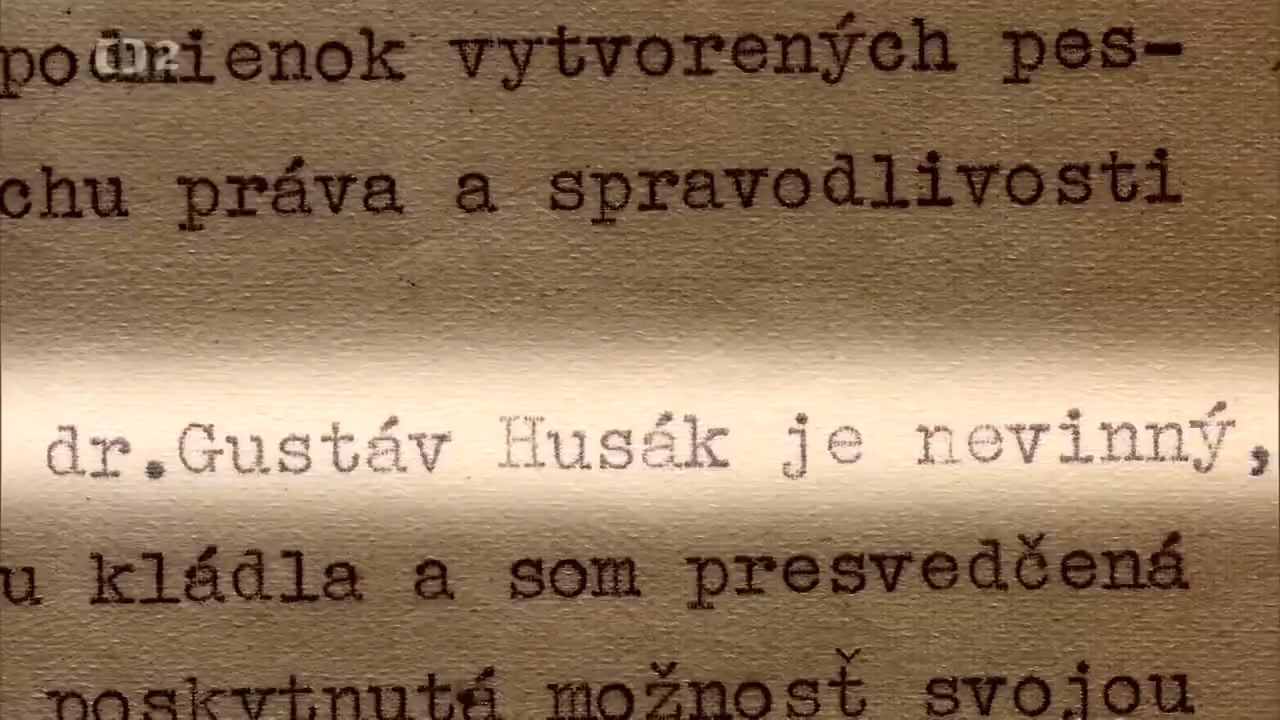 podmienok vytvorených pes-
chu práva a spravodlivosti
dr.Gustáv Husák je nevinný,
u kládla a som presvedčená
poskytnutá možnosť svojou